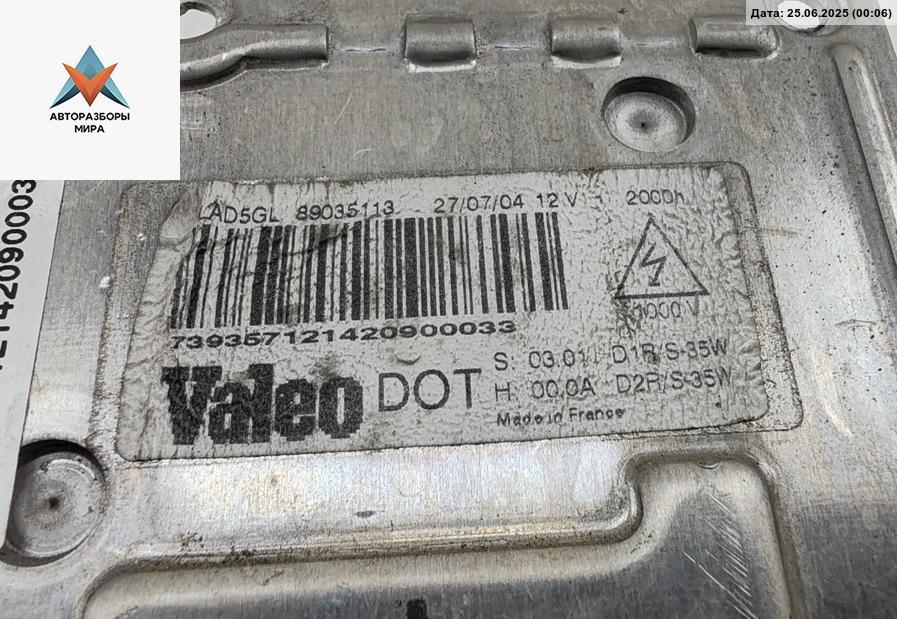 Дата: 25.06.2025 (00:06)
АВТОРАЗБОРЫ
МИРА
LAD5GL 89035113 27/07/04 12 V 2000h
1000 V
739357121420900033
Valeo DOT
S: 03.01 D1R/S-35W
H: 00.0A D2R/S-35W
Made in France